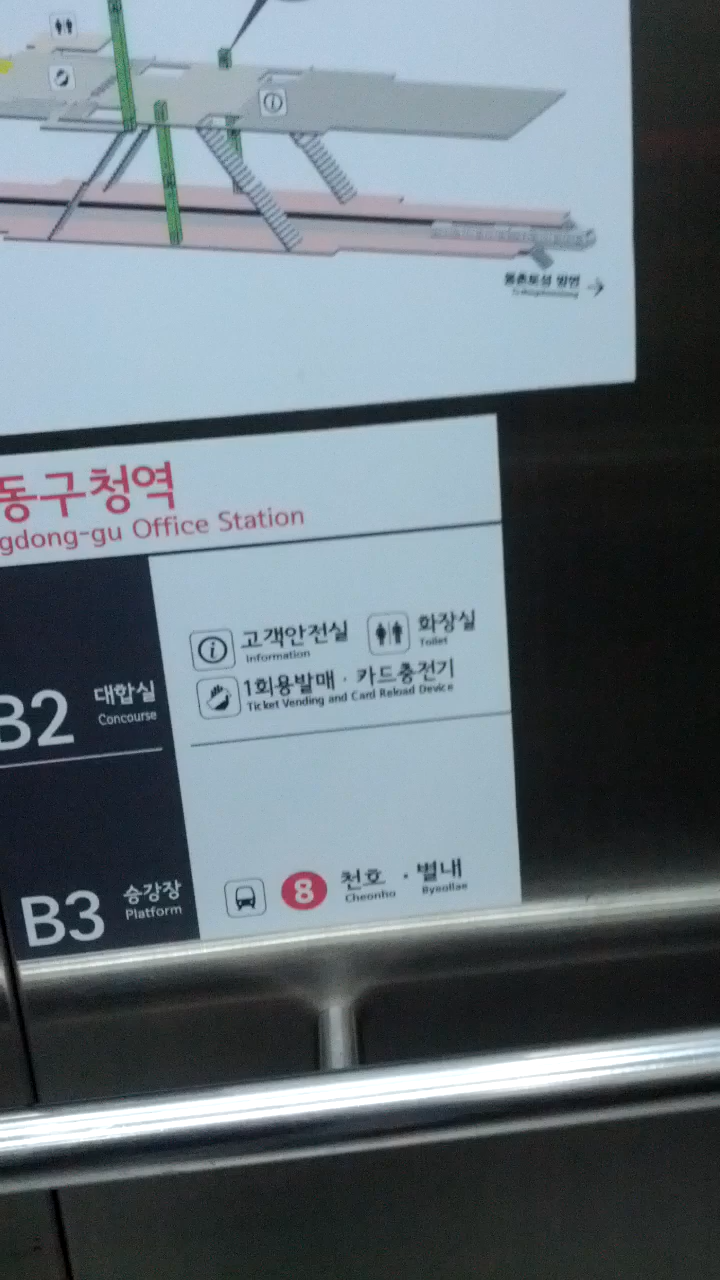 동구청역
gdong-gu Office Station
고객안전실 화장실
Information Toilet
1회용발매 · 카드충전기
Ticket Vending and Card Reload Device
B2 대합실
Concourse
B3 승강장
Platform
8 천호 · 별내
Cheonho Byeollae